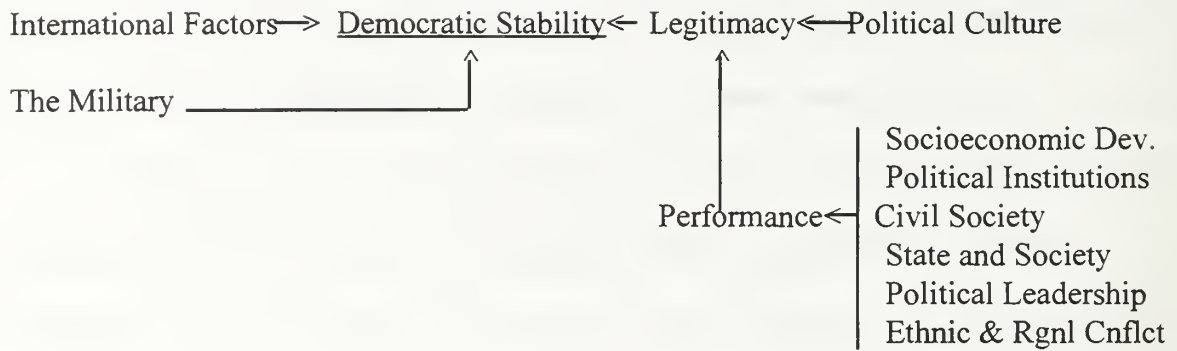 International Factors Democratic Stability Legitimacy Political Culture
The Military
Socioeconomic Dev.
Political Institutions
Performance Civil Society
State and Society
Political Leadership
Ethnic & Rgnl Cnflct